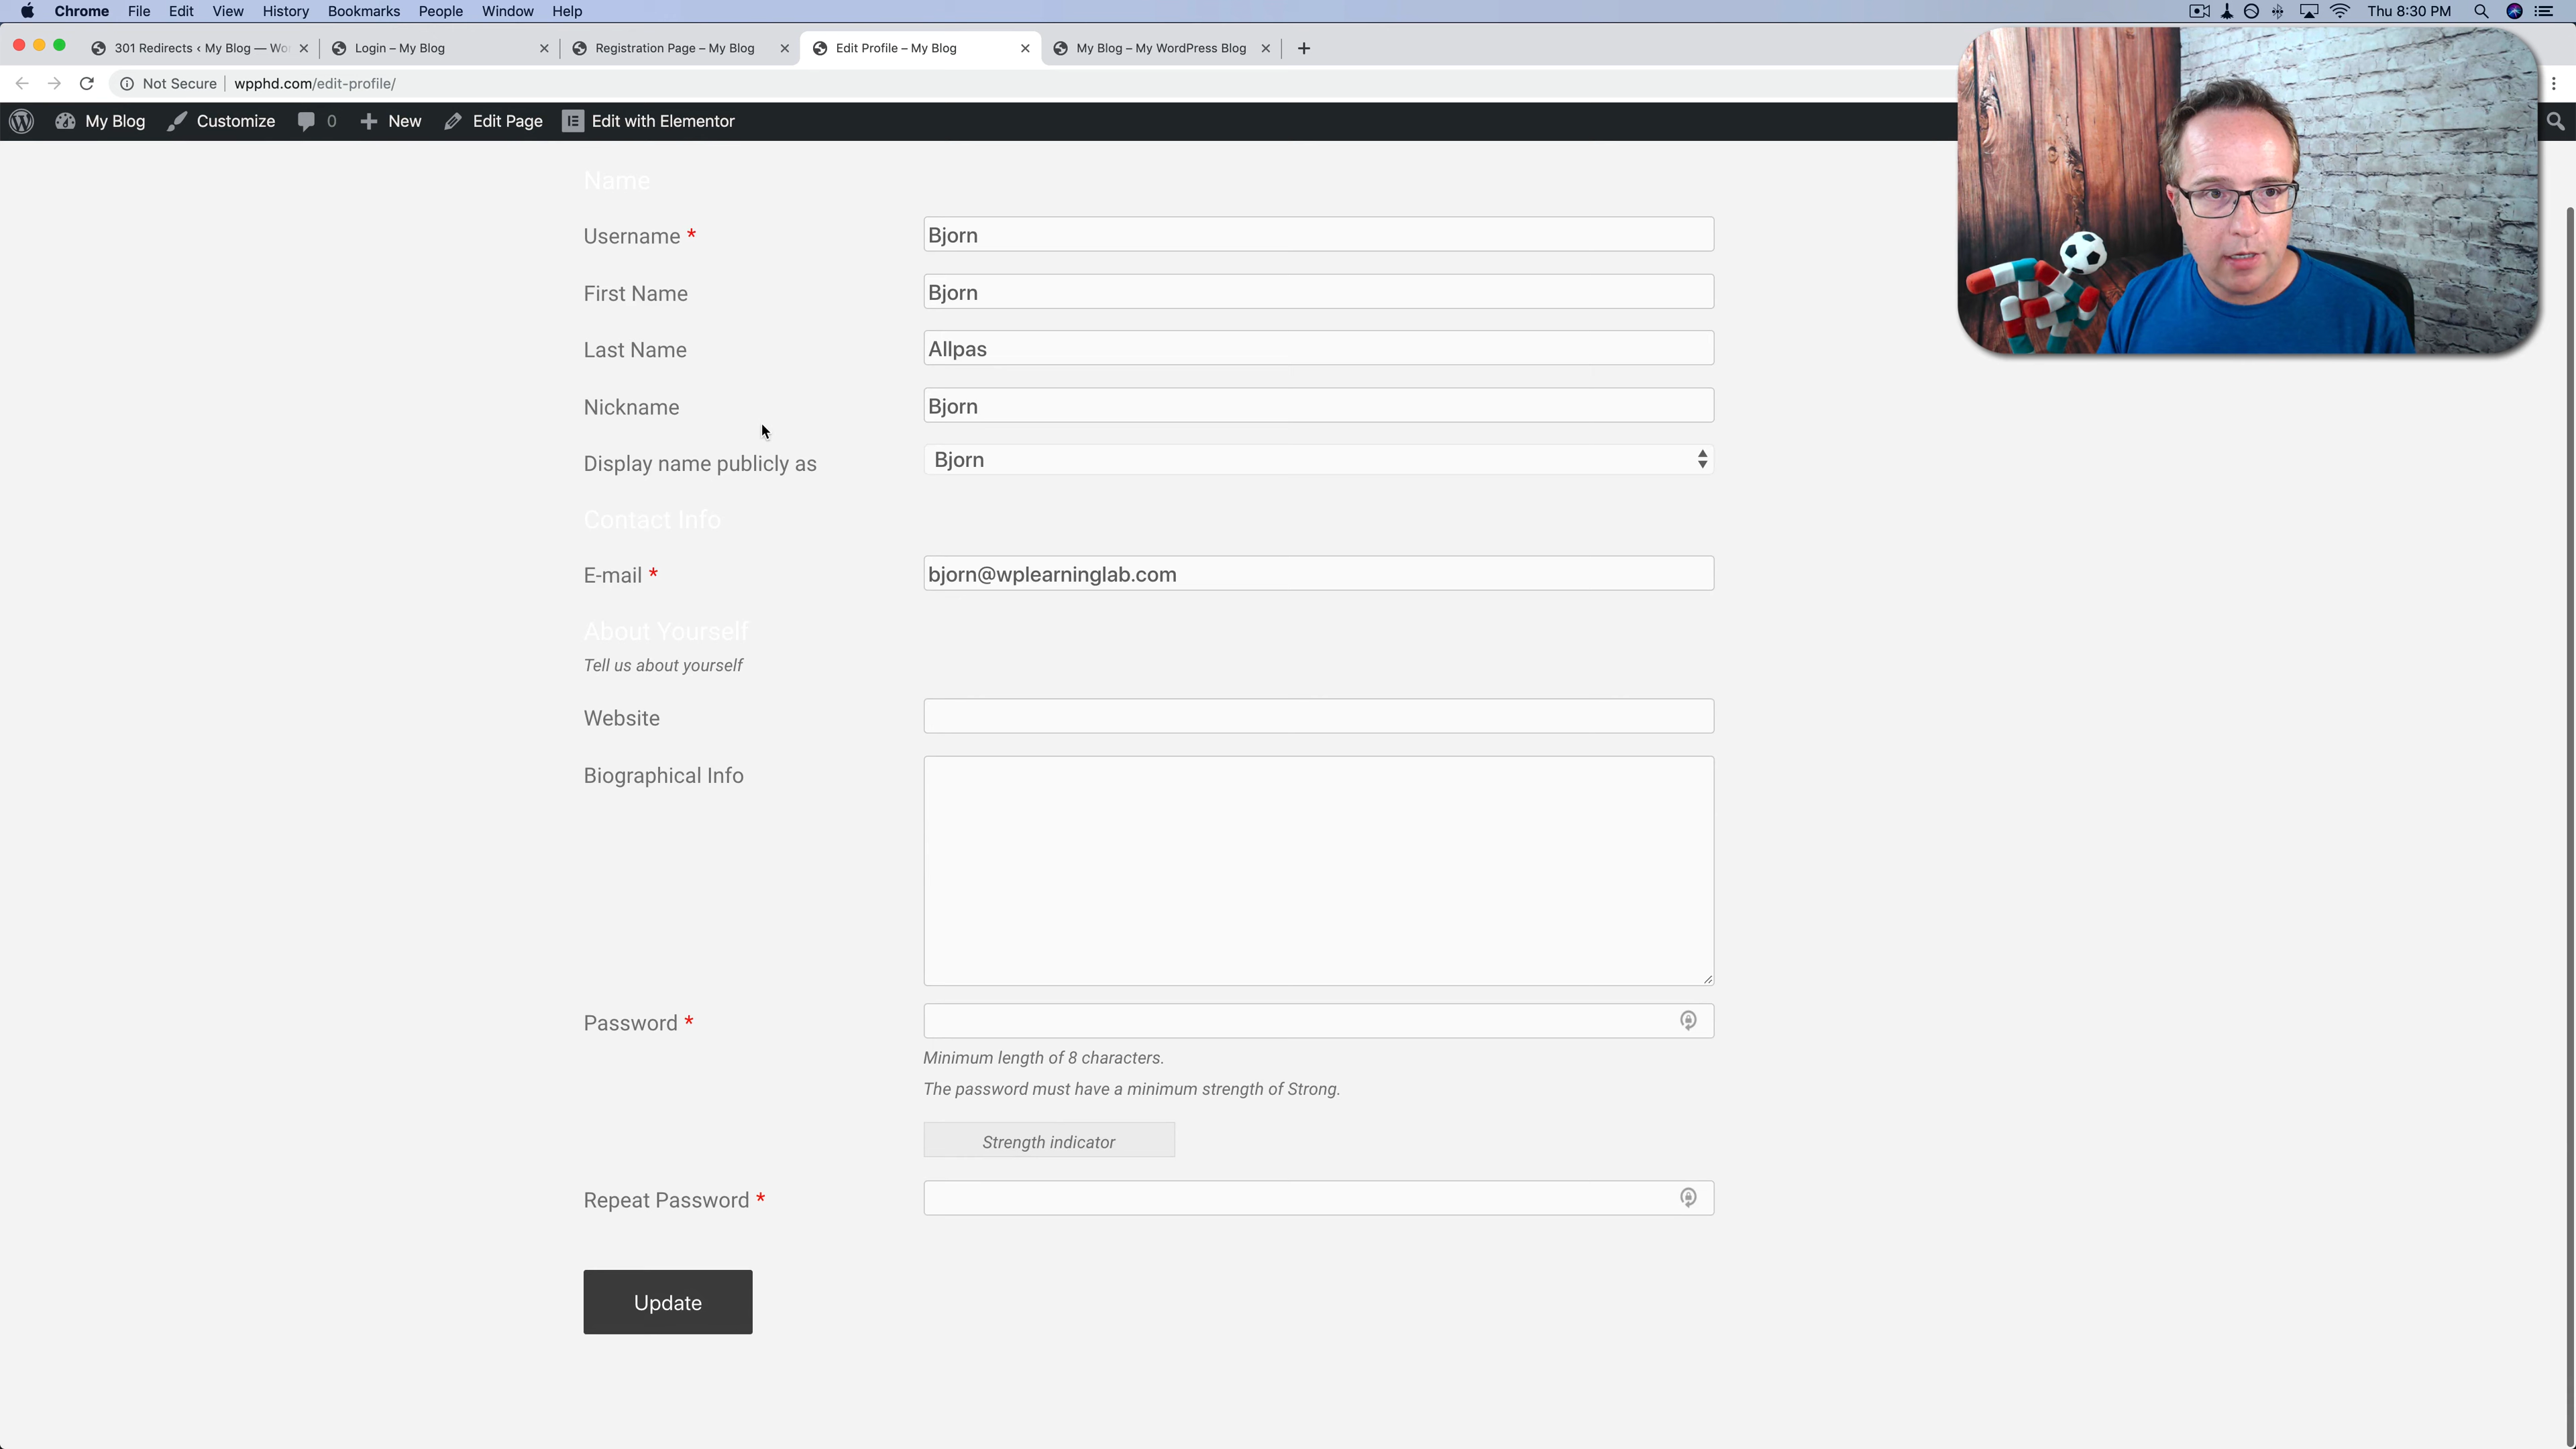 Chrome File Edit View History Bookmarks People Window Help Thu 8:30 PM
301 Redirects ‹ My Blog — Wo Login – My Blog Registration Page – My Blog Edit Profile – My Blog My Blog – My WordPress Blog
Not Secure wpphd.com/edit-profile/
My Blog Customize 0 New Edit Page Edit with Elementor
Name
Username * Bjorn
First Name Bjorn
Last Name Allpas
Nickname Bjorn
Display name publicly as Bjorn
Contact Info
E-mail * bjorn@wplearninglab.com
About Yourself
Tell us about yourself
Website
Biographical Info
Password *
Minimum length of 8 characters.
The password must have a minimum strength of Strong.
Strength indicator
Repeat Password *
Update